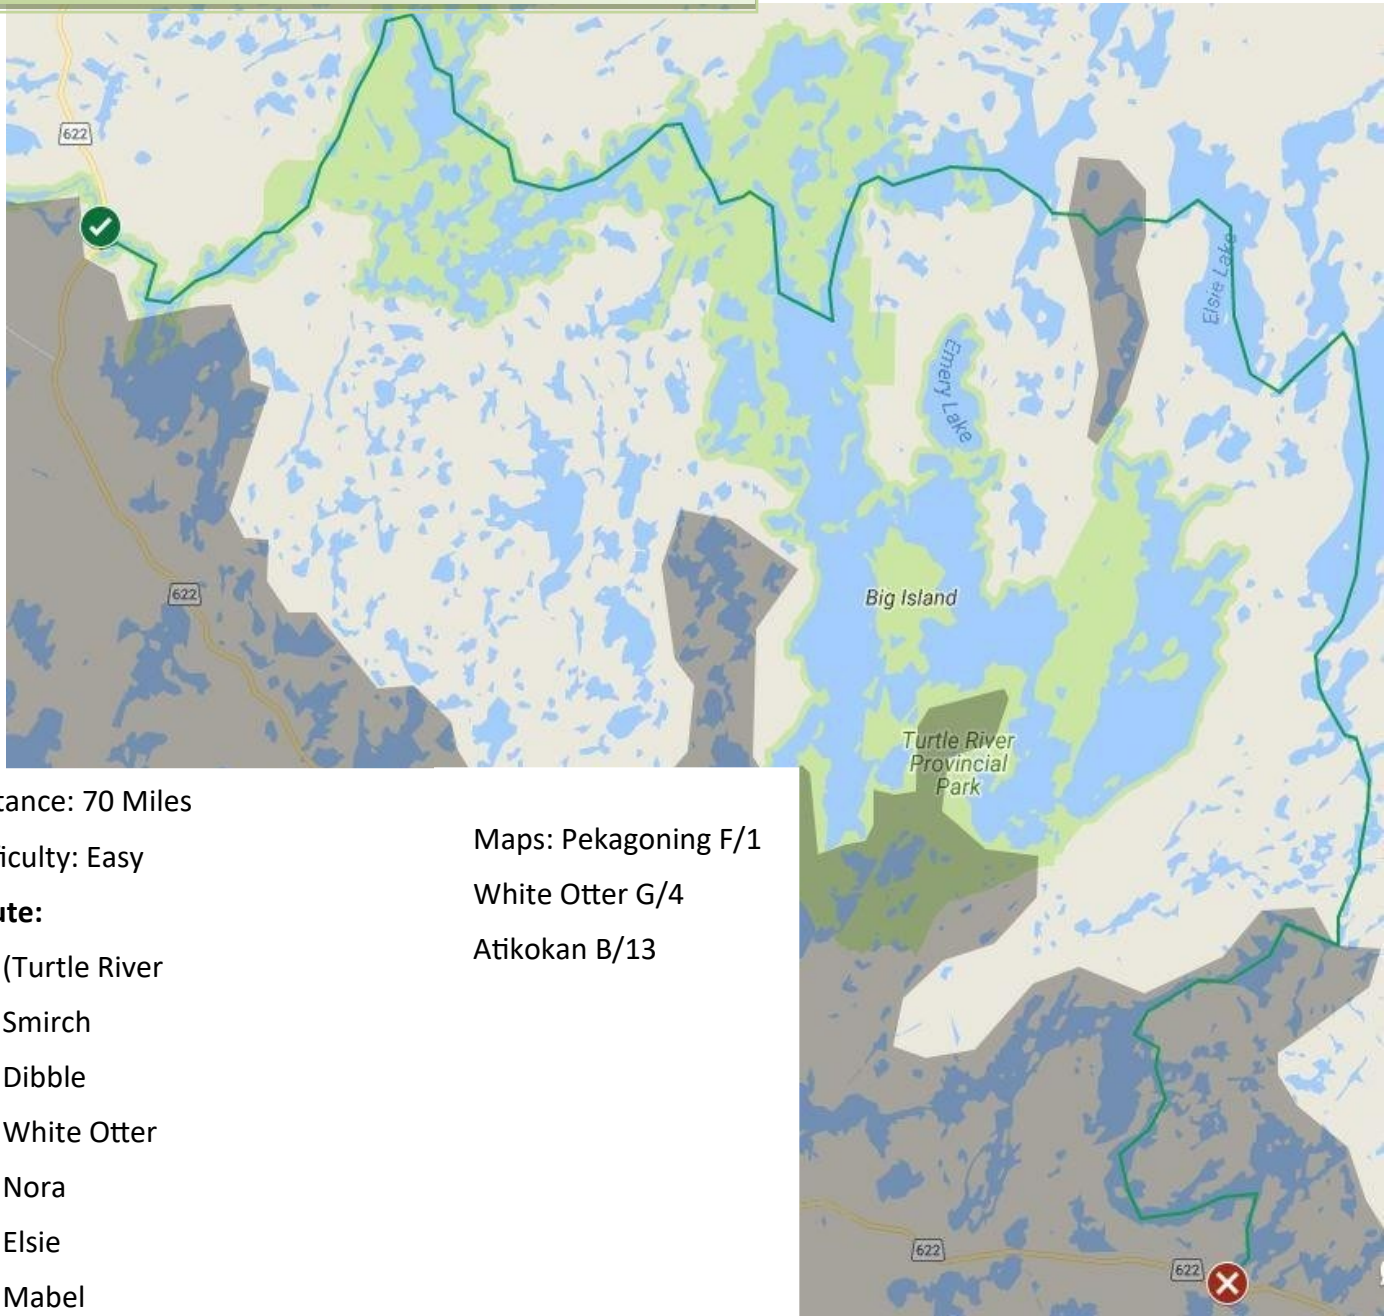 622
Elsie Lake
Emery Lake
Big Island
622
Turtle River
Provincial
Park
tance: 70 Miles
iculty: Easy
ute:
(Turtle River
Smirch
Dibble
White Otter
Nora
Elsie
Mabel
Maps: Pekagoning F/1
White Otter G/4
Atikokan B/13
622
622